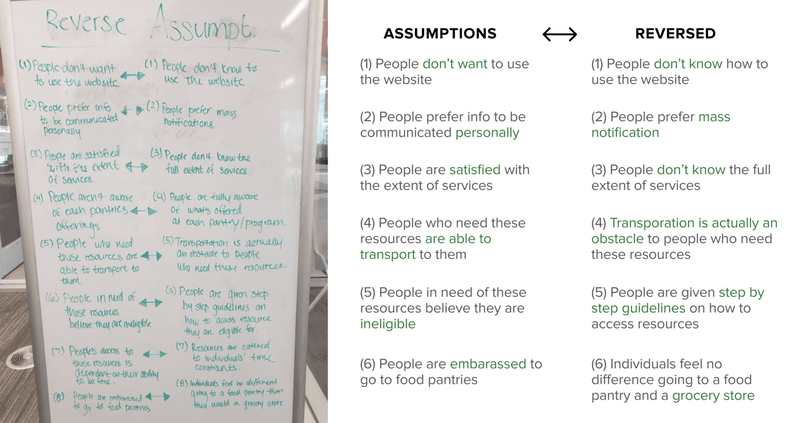 Reverse Assumpt.
(1) People don't want
to use the website
(1) People don't know to
use the website
(2) People prefer info
to be communicated
personally
(2) People prefer mass
notifications.
(3) People are satisfied
with its extent
of services.
(3) People don't know the
full extent of services.
(4) People aren't aware
of each pantries
offerings
(4) People are fully aware
of what's offered
at each pantry/program.
(5) People who need
these resources are
able to transport to
them
(5) Transportation is actually
an obstacle to people
who need these resources.
(6) People in need of
these resources
believe they are ineligible
(6) People are given step
by step guidelines on
how to access resource
they are eligible for
(7) People's access to
these resources is
dependent on their ability
to be time.
(7) Resources are catered
to individuals' time
constraints.
(8) People are embarrassed
to go to food pantries
(8) Individuals feel no difference
going to a food pantry than
they would a grocery store
ASSUMPTIONS
REVERSED
(1) People don't want to use
the website
(1) People don't know how to
use the website
(2) People prefer info to be
communicated personally
(2) People prefer mass
notification
(3) People are satisfied with
the extent of services
(3) People don't know the full
extent of services
(4) People who need these
resources are able to
transport to them
(4) Transporation is actually an
obstacle to people who need
these resources
(5) People in need of these
resources believe they are
ineligible
(5) People are given step by
step guidelines on how to
access resources
(6) People are embarassed to
go to food pantries
(6) Individuals feel no
difference going to a food
pantry and a grocery store